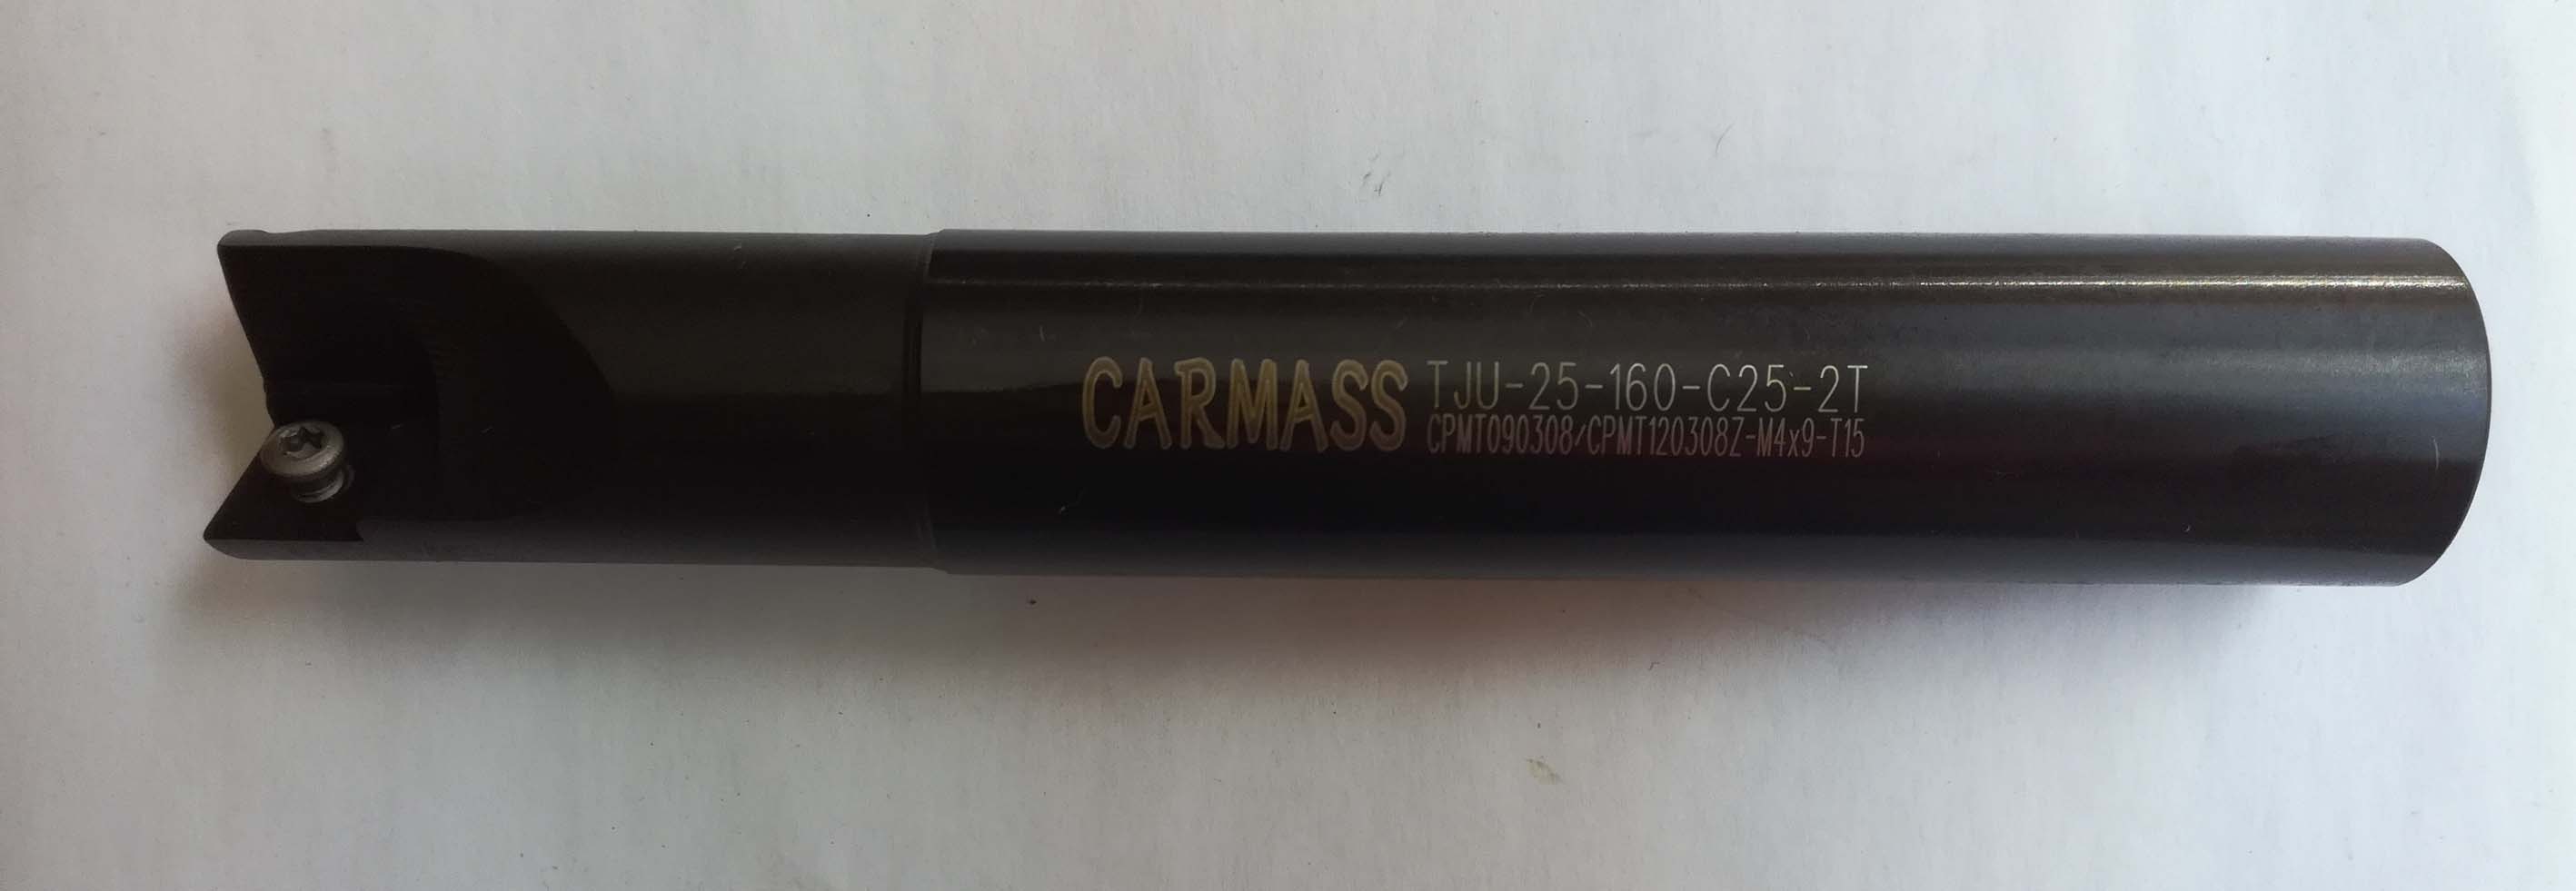 CARMASS TJU-25-160-C25-2T
CPMT090308/CPMT120308Z-M4x9-T15